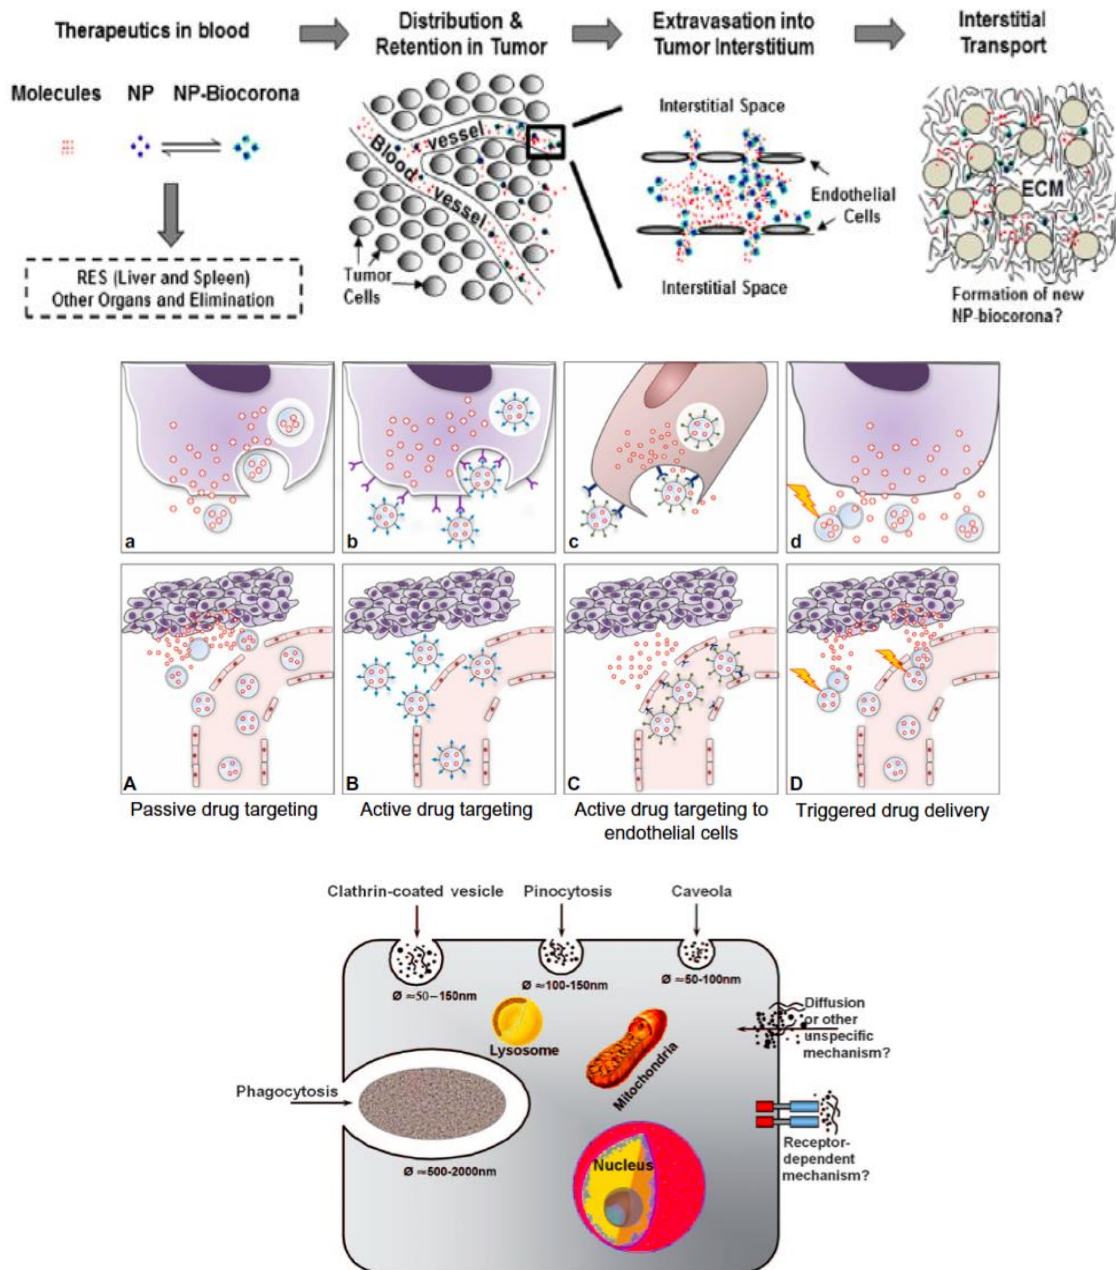 Therapeutics in blood
Distribution &
Retention in Tumor
Extravasation into
Tumor Interstitium
Interstitial
Transport
Molecules NP NP-Biocorona
RES (Liver and Spleen)
Other Organs and Elimination
Blood vessel
vessel
Tumor
Cells
Interstitial Space
Endothelial
Cells
Interstitial Space
ECM
Formation of new
NP-biocorona?
a
b
c
d
A
B
C
D
Passive drug targeting
Active drug targeting
Active drug targeting to
endothelial cells
Triggered drug delivery
Clathrin-coated vesicle
Pinocytosis
Caveola
Ø ≈50–150nm
Ø ≈100-150nm
Ø ≈50-100nm
Diffusion
or other
unspecific
mechanism?
Lysosome
Mitochondria
Phagocytosis
Ø ≈500-2000nm
Nucleus
Receptor-
dependent
mechanism?